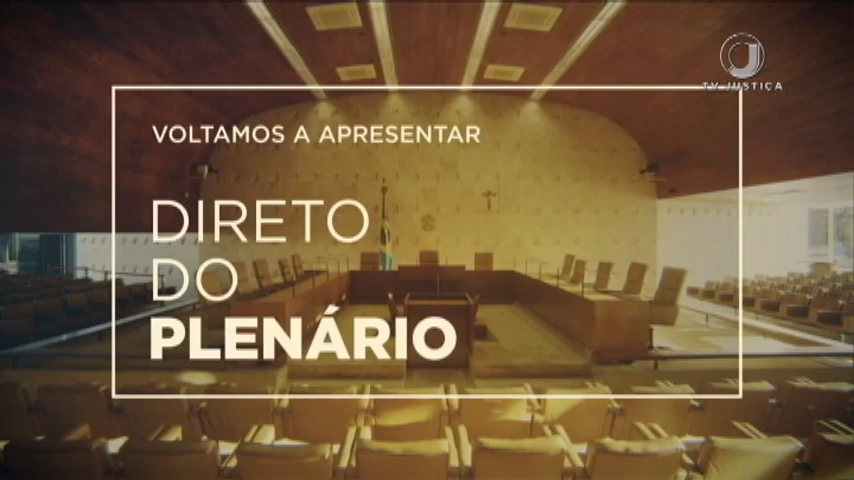 TV JUSTIÇA
VOLTAMOS A APRESENTAR
DIRETO
DO
PLENÁRIO